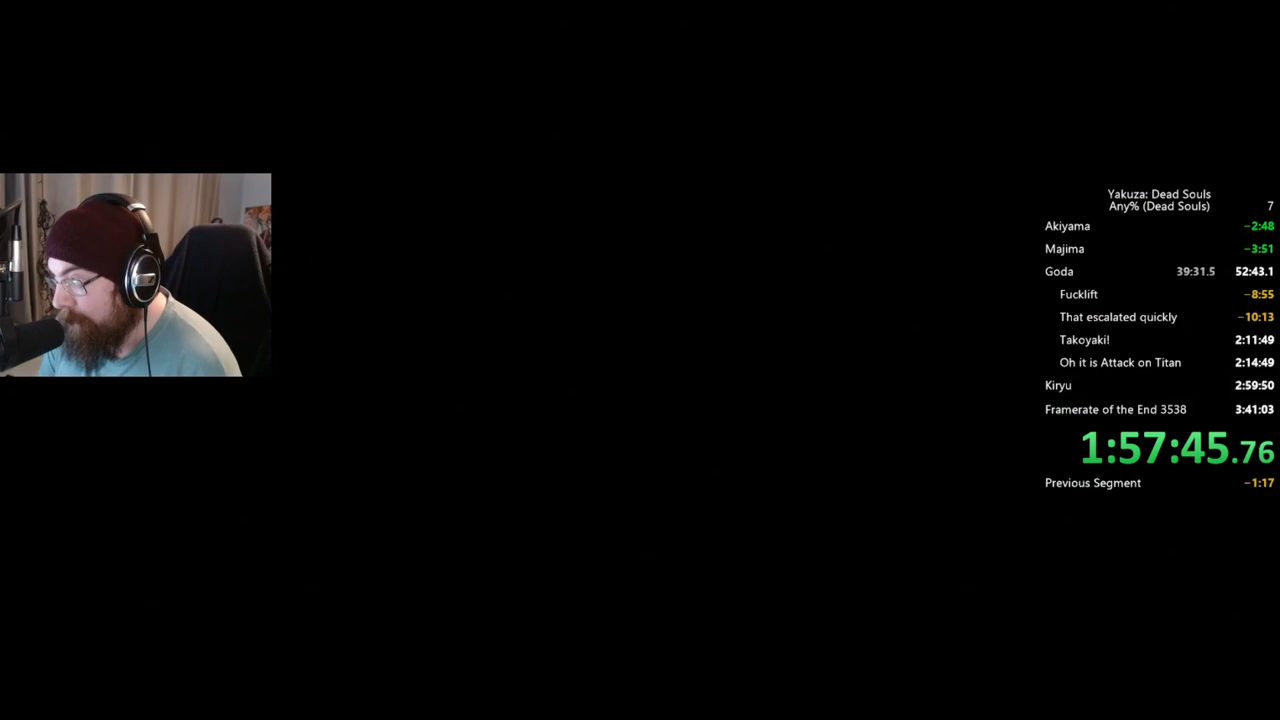 Yakuza: Dead Souls
Any% (Dead Souls) 7
Akiyama −2:48
Majima −3:51
Goda 39:31.5 52:43.1
Fucklift −8:55
That escalated quickly −10:13
Takoyaki! 2:11:49
Oh it is Attack on Titan 2:14:49
Kiryu 2:59:50
Framerate of the End 3538 3:41:03
1:57:45.76
Previous Segment −1:17